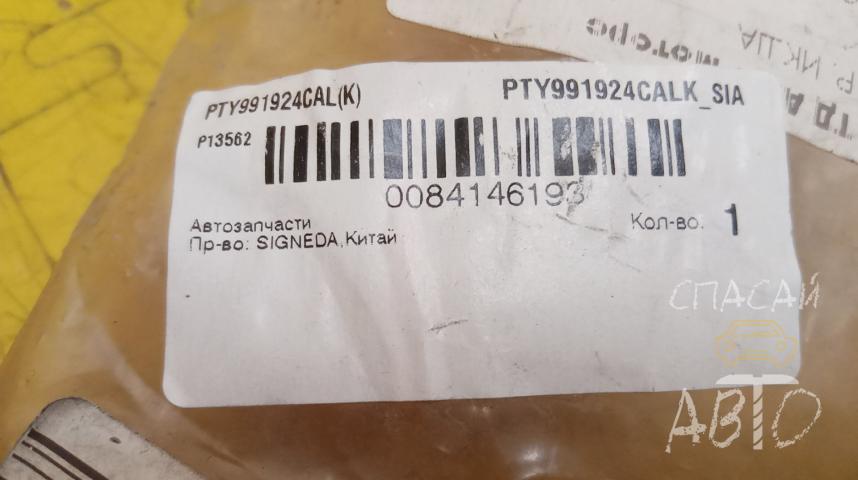 PTY991924CAL(K) PTY991924CALK_SIA
P13562
0084146193
Автозапчасти
Пр-во: SIGNEDA,Китай
Кол-во. 1
СПАСАЙ
АВТО